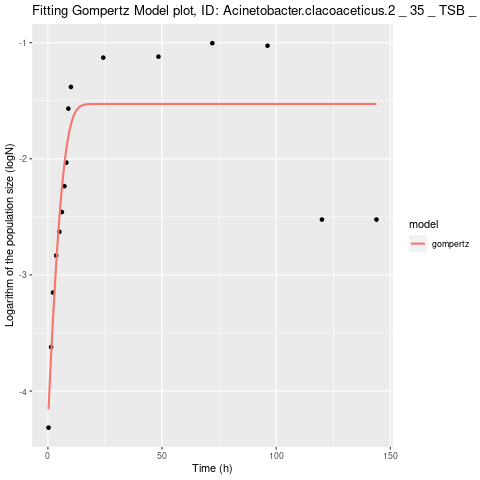 Fitting Gompertz Model plot, ID: Acinetobacter.clacoaceticus.2 _ 35 _ TSB _
Logarithm of the population size (logN)
-1
-2
-3
-4
0
50
100
150
Time (h)
model
gompertz